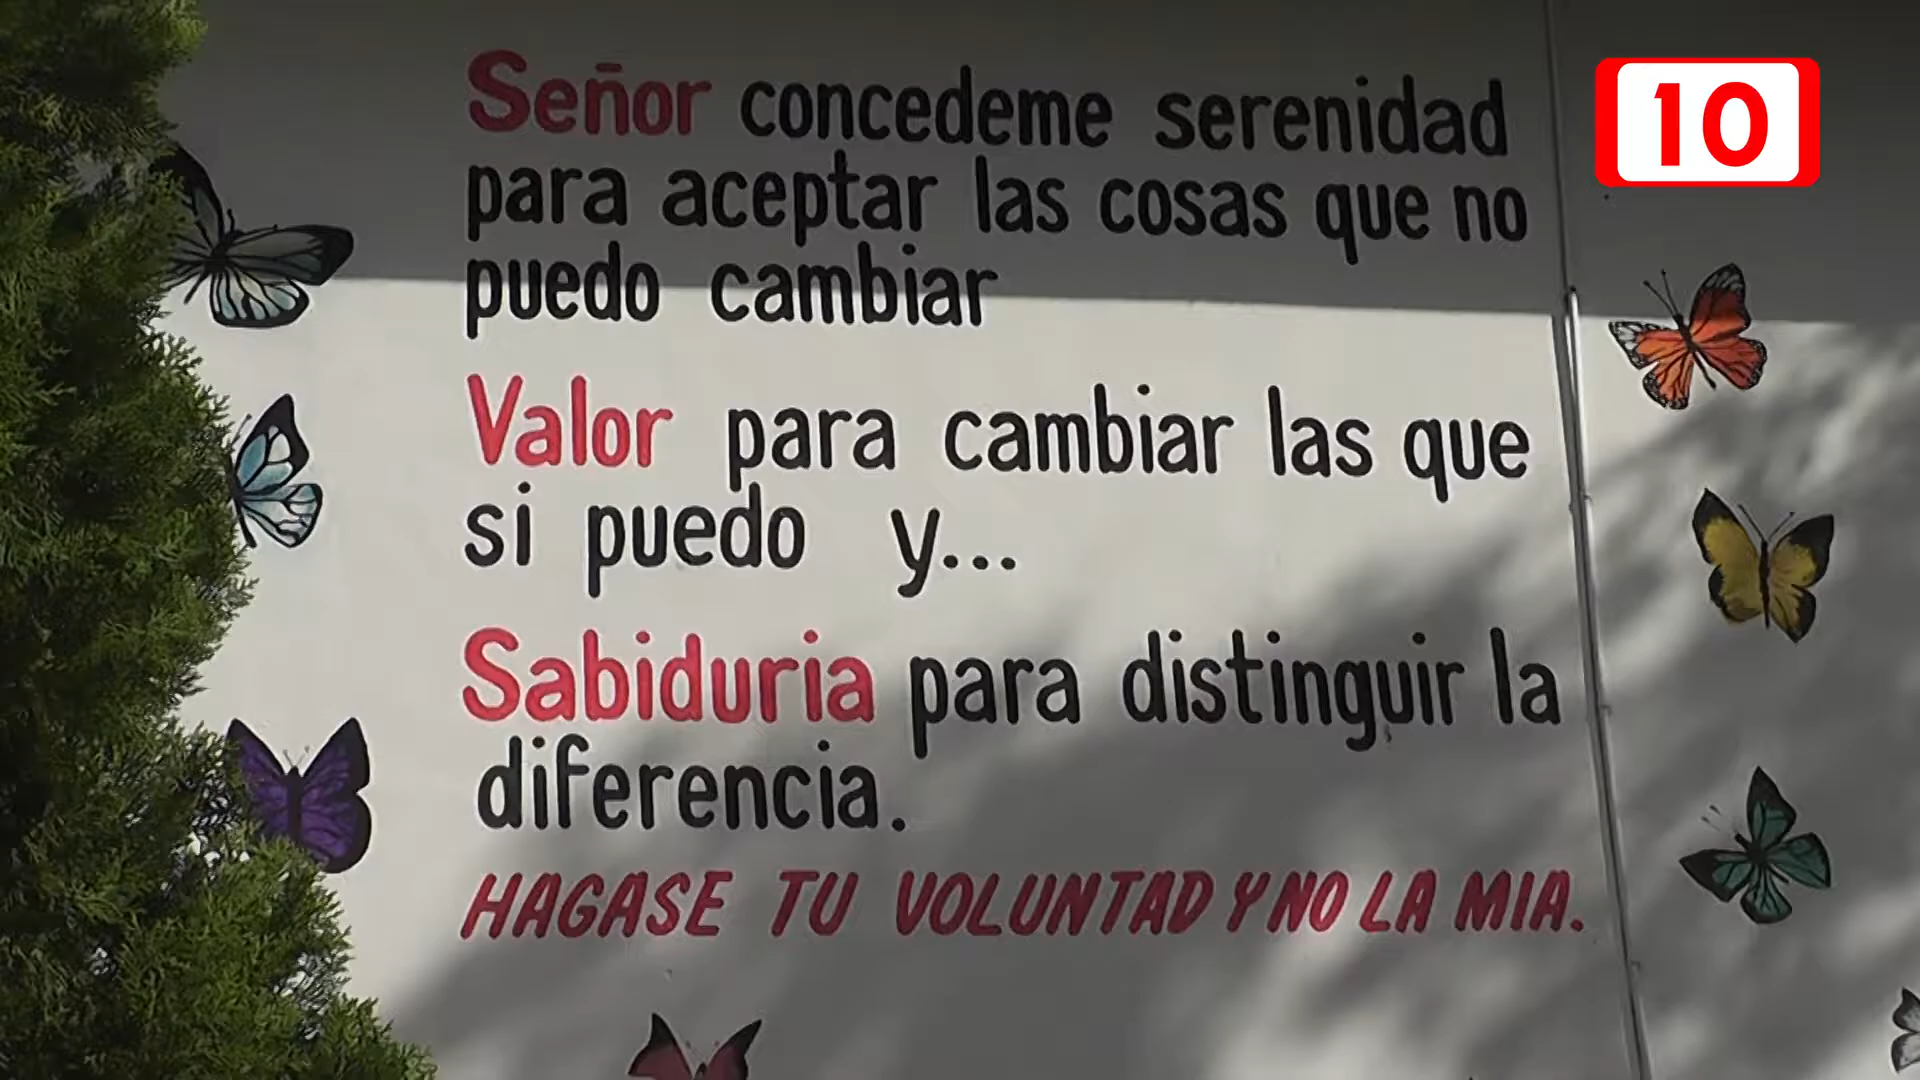 Señor concedeme serenidad
para aceptar las cosas que no
puedo cambiar
Valor para cambiar las que
si puedo y...
Sabiduria para distinguir la
diferencia.
HAGASE TU VOLUNTAD Y NO LA MIA.
10